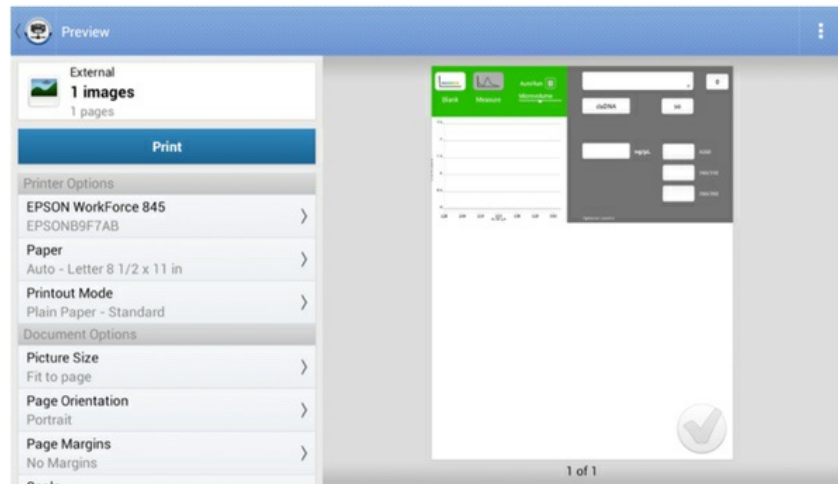 Preview
External
1 images
1 pages
Print
Printer Options
EPSON WorkForce 845
EPSONB9F7AB
Paper
Auto - Letter 8 1/2 x 11 in
Printout Mode
Plain Paper - Standard
Document Options
Picture Size
Fit to page
Page Orientation
Portrait
Page Margins
No Margins
Blank
Measure
AutoRun
Microvolume
dsDNA
1 of 1